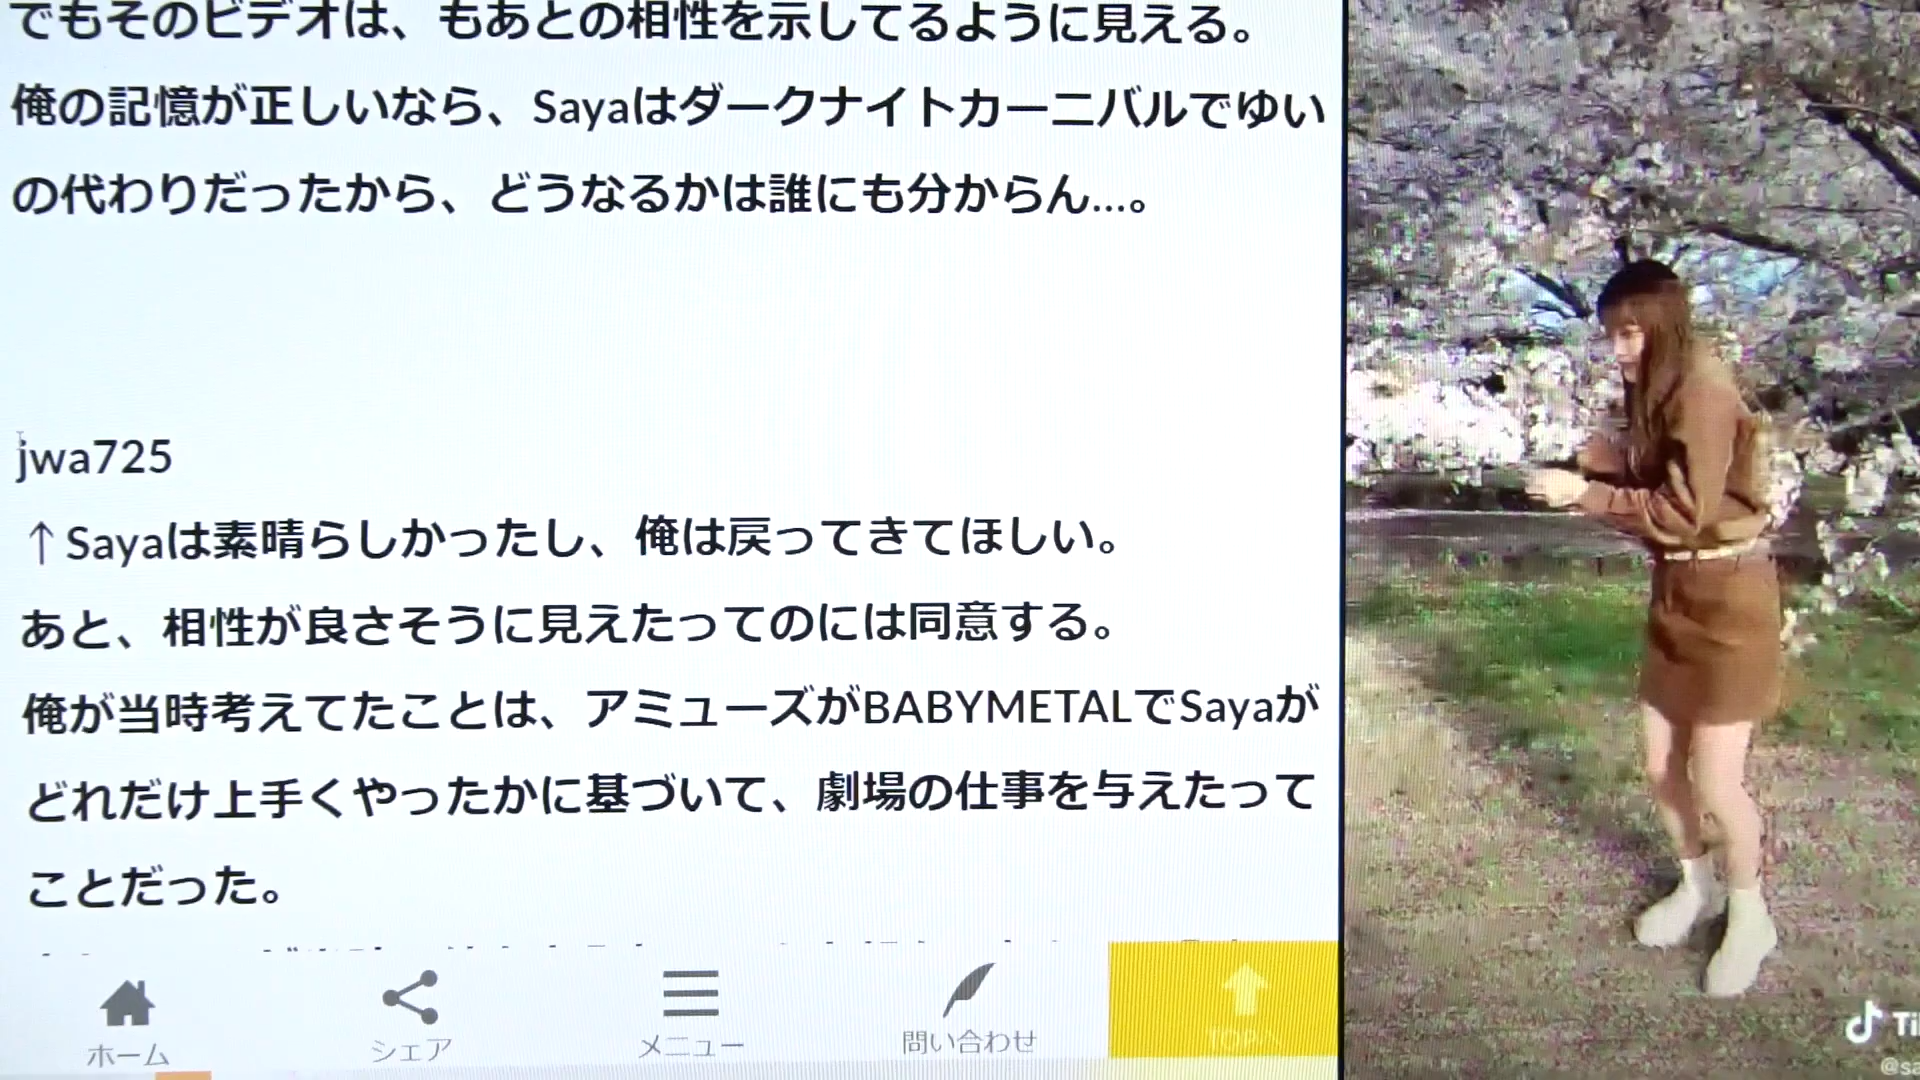 でもそのビデオは、もあとの相性を示してるように見える。
俺の記憶が正しいなら、Sayaはダークナイトカーニバルでゆい
の代わりだったから、どうなるかは誰にも分からん…。
jwa725
↑Sayaは素晴らしかったし、俺は戻ってきてほしい。
あと、相性が良さそうに見えたってのには同意する。
俺が当時考えてたことは、アミューズがBABYMETALでSayaが
どれだけ上手くやったかに基づいて、劇場の仕事を与えたって
ことだった。
ホーム
シェア
メニュー
問い合わせ
TOPへ
Ti
@sa